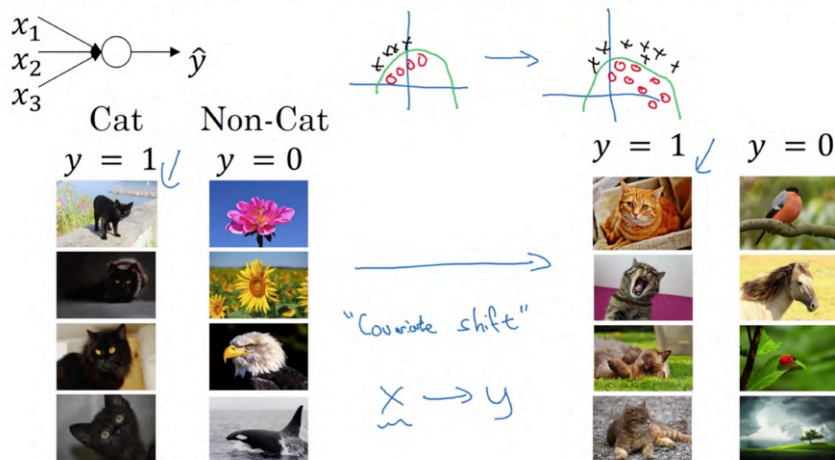 x₁
x₂
x₃
ŷ
Cat Non-Cat
y = 1 y = 0
y = 1 y = 0
"Covariate shift"
x → y